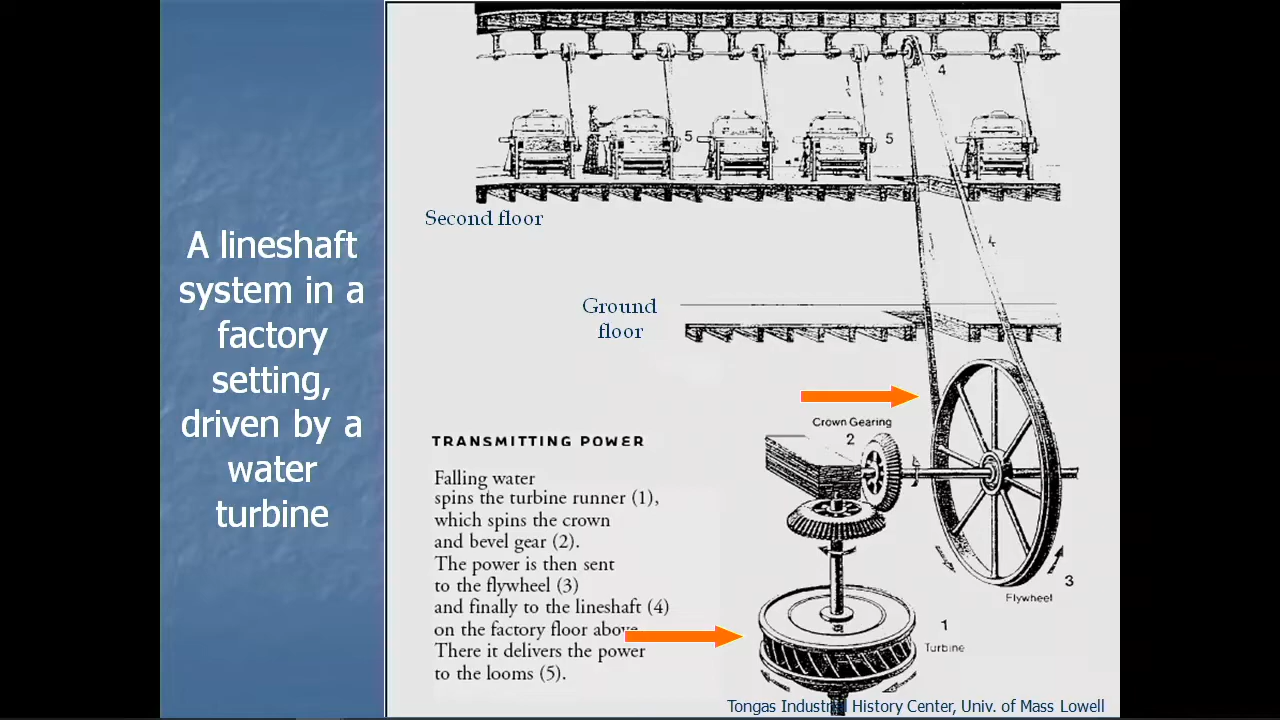 A lineshaft
system in a
factory
setting,
driven by a
water
turbine
4
5
5
Second floor
4
Ground
floor
Crown Gearing
2
TRANSMITTING POWER
Falling water
spins the turbine runner (1),
which spins the crown
and bevel gear (2).
The power is then sent
to the flywheel (3)
and finally to the lineshaft (4)
on the factory floor above.
There it delivers the power
to the looms (5).
3
Flywheel
1
Turbine
Tongas Industrial History Center, Univ. of Mass Lowell